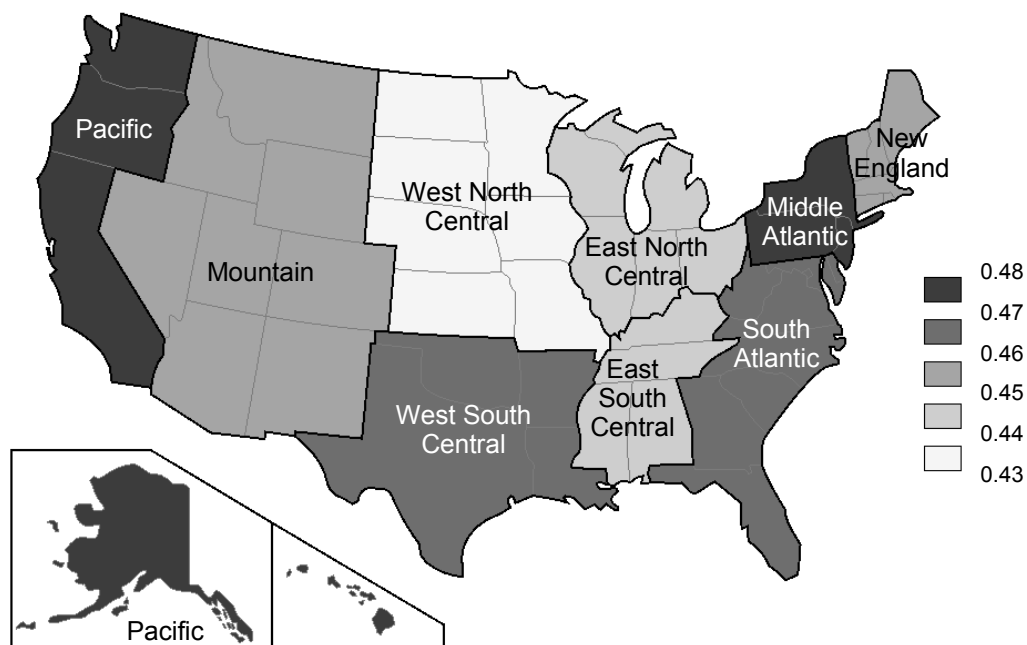 Pacific
Mountain
West North
Central
West South
Central
East North
Central
East
South
Central
South
Atlantic
Middle
Atlantic
New
England
0.48
0.47
0.46
0.45
0.44
0.43
Pacific